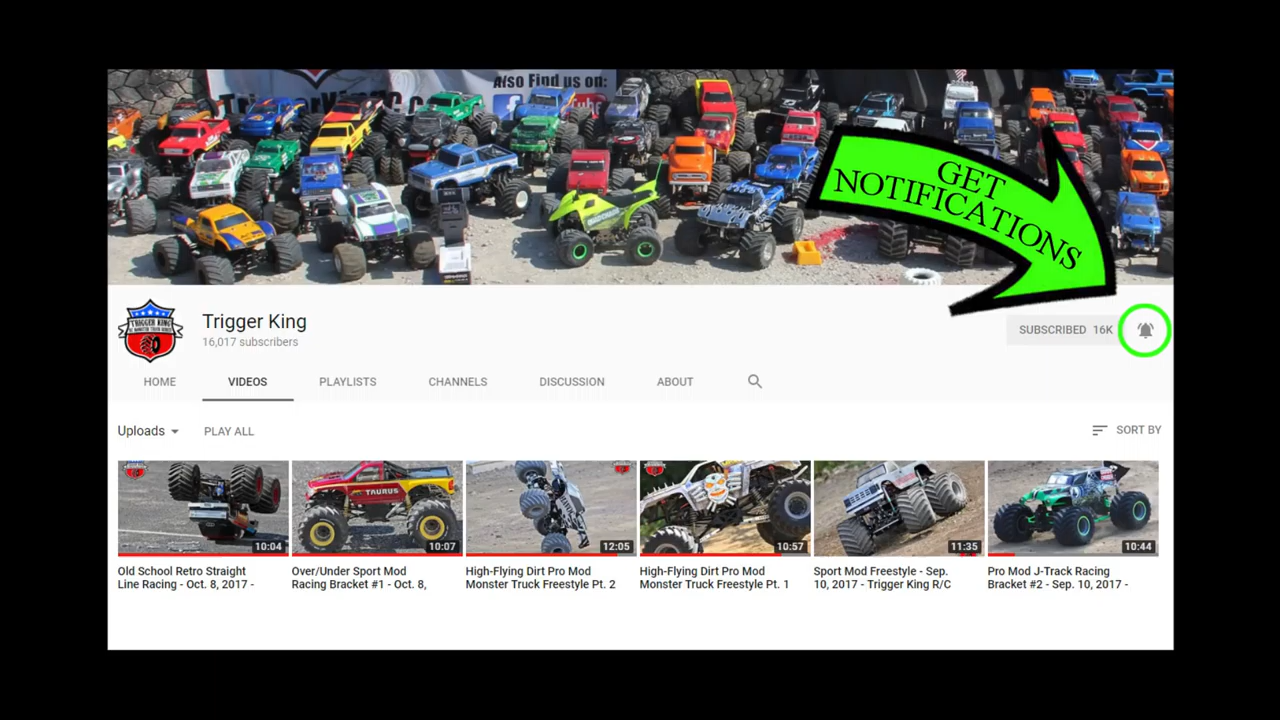 Also Find us on:
GET
NOTIFICATIONS
TRIGGER KING
Trigger King
16,017 subscribers
SUBSCRIBED 16K
HOME
VIDEOS
PLAYLISTS
CHANNELS
DISCUSSION
ABOUT
Uploads
PLAY ALL
SORT BY
TAURUS
10:04
10:07
12:05
10:57
11:35
10:44
Old School Retro Straight
Line Racing - Oct. 8, 2017 -
Over/Under Sport Mod
Racing Bracket #1 - Oct. 8,
High-Flying Dirt Pro Mod
Monster Truck Freestyle Pt. 2
High-Flying Dirt Pro Mod
Monster Truck Freestyle Pt. 1
Sport Mod Freestyle - Sep.
10, 2017 - Trigger King R/C
Pro Mod J-Track Racing
Bracket #2 - Sep. 10, 2017 -